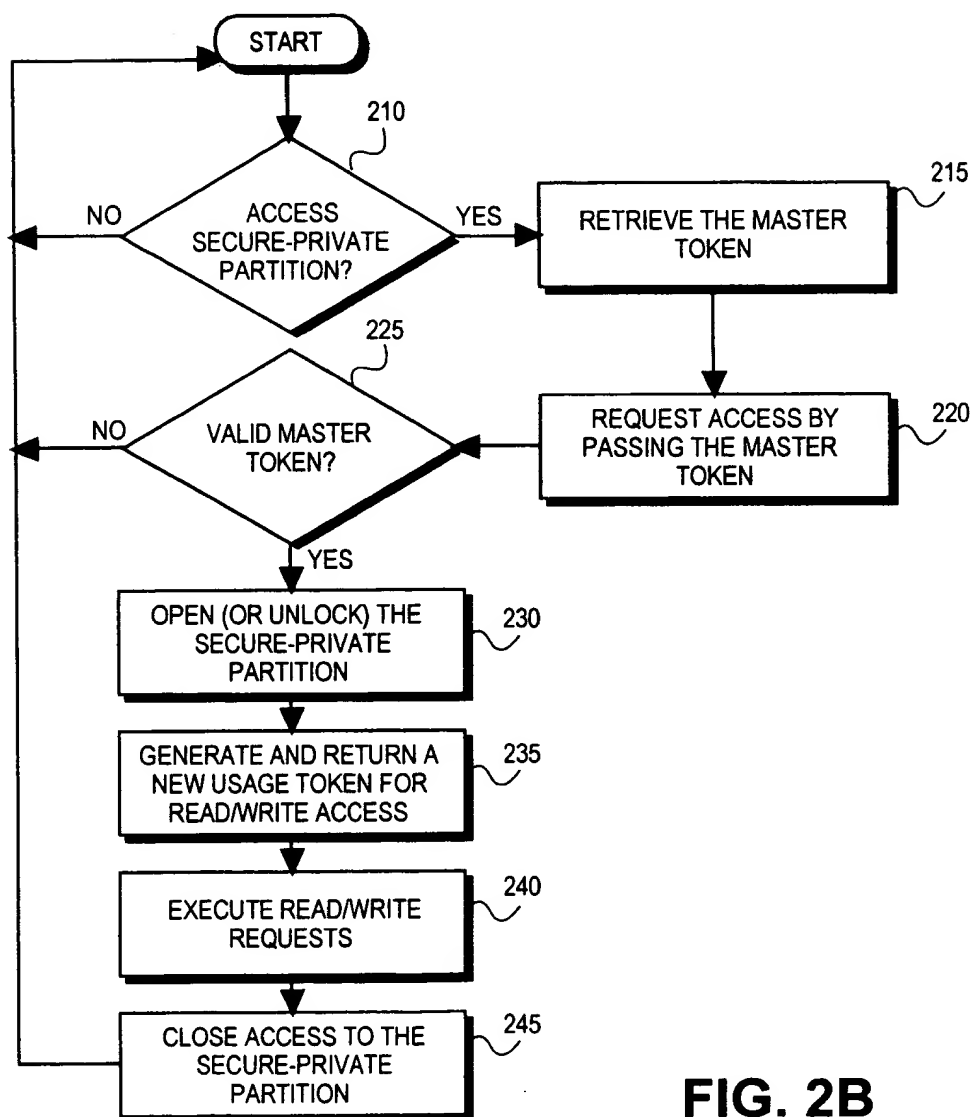 START
210
ACCESS
SECURE-PRIVATE
PARTITION?
NO
YES
RETRIEVE THE MASTER
TOKEN
215
225
VALID MASTER
TOKEN?
NO
YES
REQUEST ACCESS BY
PASSING THE MASTER
TOKEN
220
OPEN (OR UNLOCK) THE
SECURE-PRIVATE
PARTITION
230
GENERATE AND RETURN A
NEW USAGE TOKEN FOR
READ/WRITE ACCESS
235
EXECUTE READ/WRITE
REQUESTS
240
CLOSE ACCESS TO THE
SECURE-PRIVATE
PARTITION
245
FIG. 2B